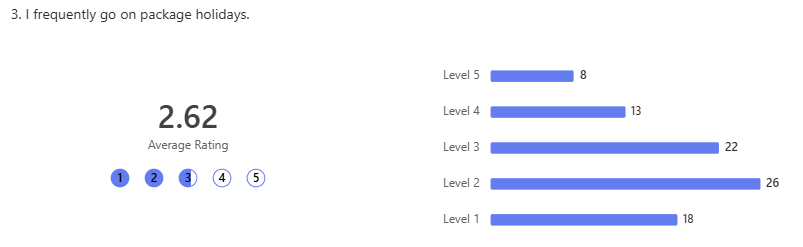 3. I frequently go on package holidays.
2.62
Average Rating
1 2 3 4 5
Level 5 8
Level 4 13
Level 3 22
Level 2 26
Level 1 18